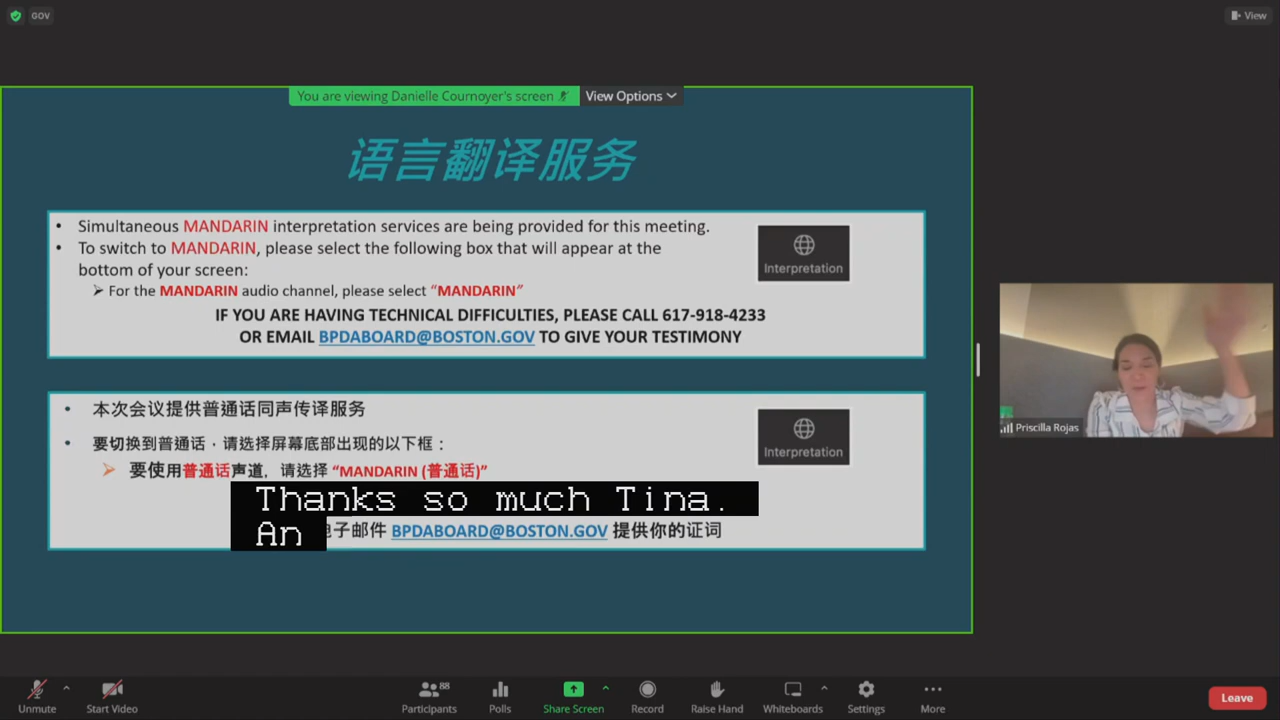 GOV
View
You are viewing Danielle Cournoyer's screen
View Options
语言翻译服务
• Simultaneous MANDARIN interpretation services are being provided for this meeting.
• To switch to MANDARIN, please select the following box that will appear at the
bottom of your screen:
➢ For the MANDARIN audio channel, please select “MANDARIN”
IF YOU ARE HAVING TECHNICAL DIFFICULTIES, PLEASE CALL 617-918-4233
OR EMAIL BPDABOARD@BOSTON.GOV TO GIVE YOUR TESTIMONY
Interpretation
• 本次会议提供普通话同声传译服务
• 要切换到普通话，请选择屏幕底部出现的以下框：
➢ 要使用普通话声道，请选择 “MANDARIN (普通话)”
Interpretation
子邮件 BPDABOARD@BOSTON.GOV 提供你的证词
Thanks so much Tina.
An
Priscilla Rojas
Unmute
Start Video
Participants
88
Polls
Share Screen
Record
Raise Hand
Whiteboards
Settings
More
Leave